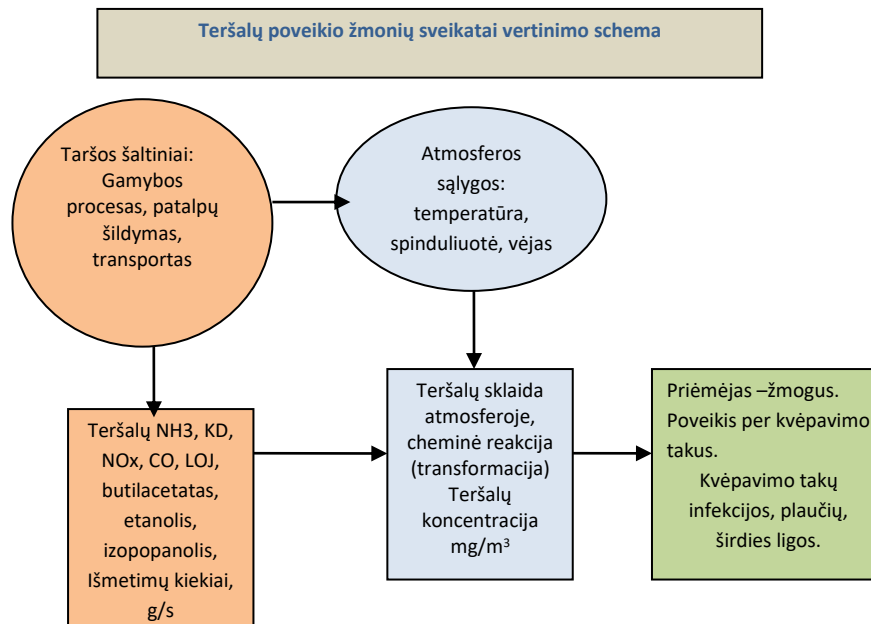 Teršalų poveikio žmonių sveikatai vertinimo schema
Taršos šaltiniai:
Gamybos
procesas, patalpų
šildymas,
transportas
Atmosferos
sąlygos:
temperatūra,
spinduliuotė, vėjas
Teršalų NH3, KD,
NOx, CO, LOJ,
butilacetatas,
etanolis,
izopopanolis,
Išmetimų kiekiai,
g/s
Teršalų sklaida
atmosferoje,
cheminė reakcija
(transformacija)
Teršalų
koncentracija
mg/m³
Priėmėjas –žmogus.
Poveikis per kvėpavimo
takus.
Kvėpavimo takų
infekcijos, plaučių,
širdies ligos.